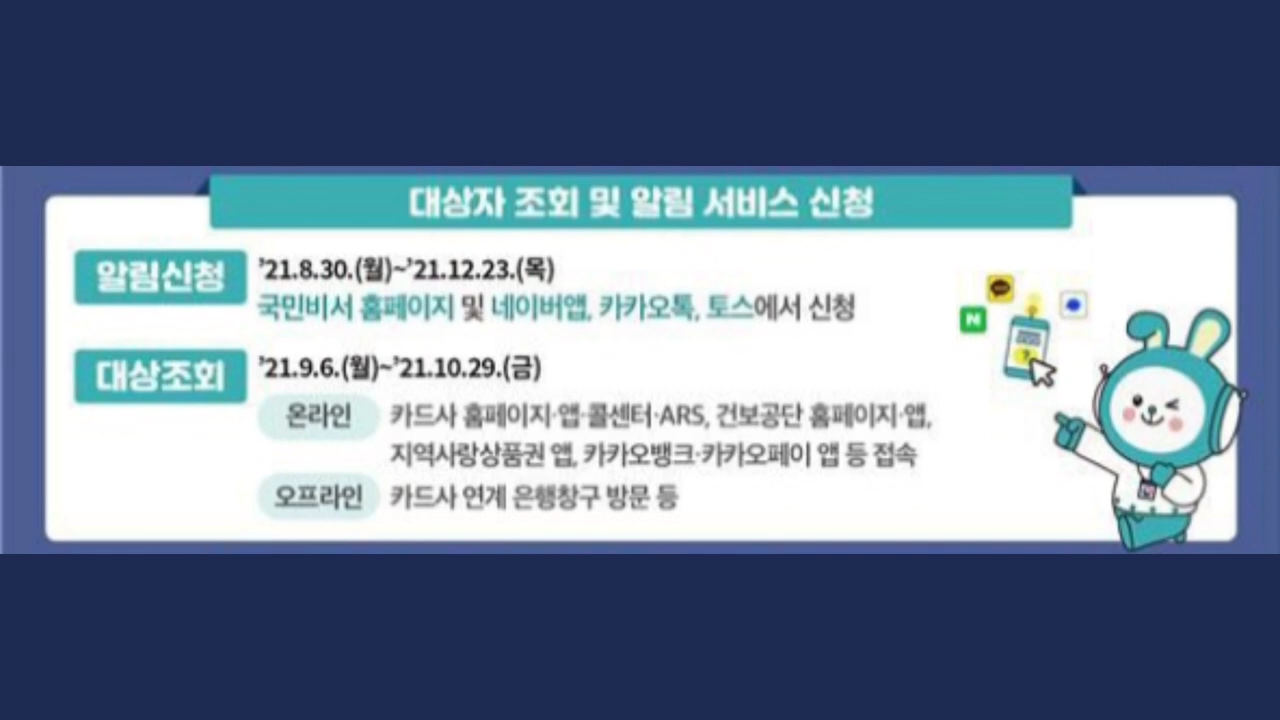 대상자 조회 및 알림 서비스 신청
알림신청
'21.8.30.(월)~'21.12.23.(목)
국민비서 홈페이지 및 네이버앱, 카카오톡, 토스에서 신청
대상조회
'21.9.6.(월)~'21.10.29.(금)
온라인 카드사 홈페이지·앱·콜센터·ARS, 건보공단 홈페이지·앱,
지역사랑상품권 앱, 카카오뱅크·카카오페이 앱 등 접속
오프라인 카드사 연계 은행창구 방문 등
N